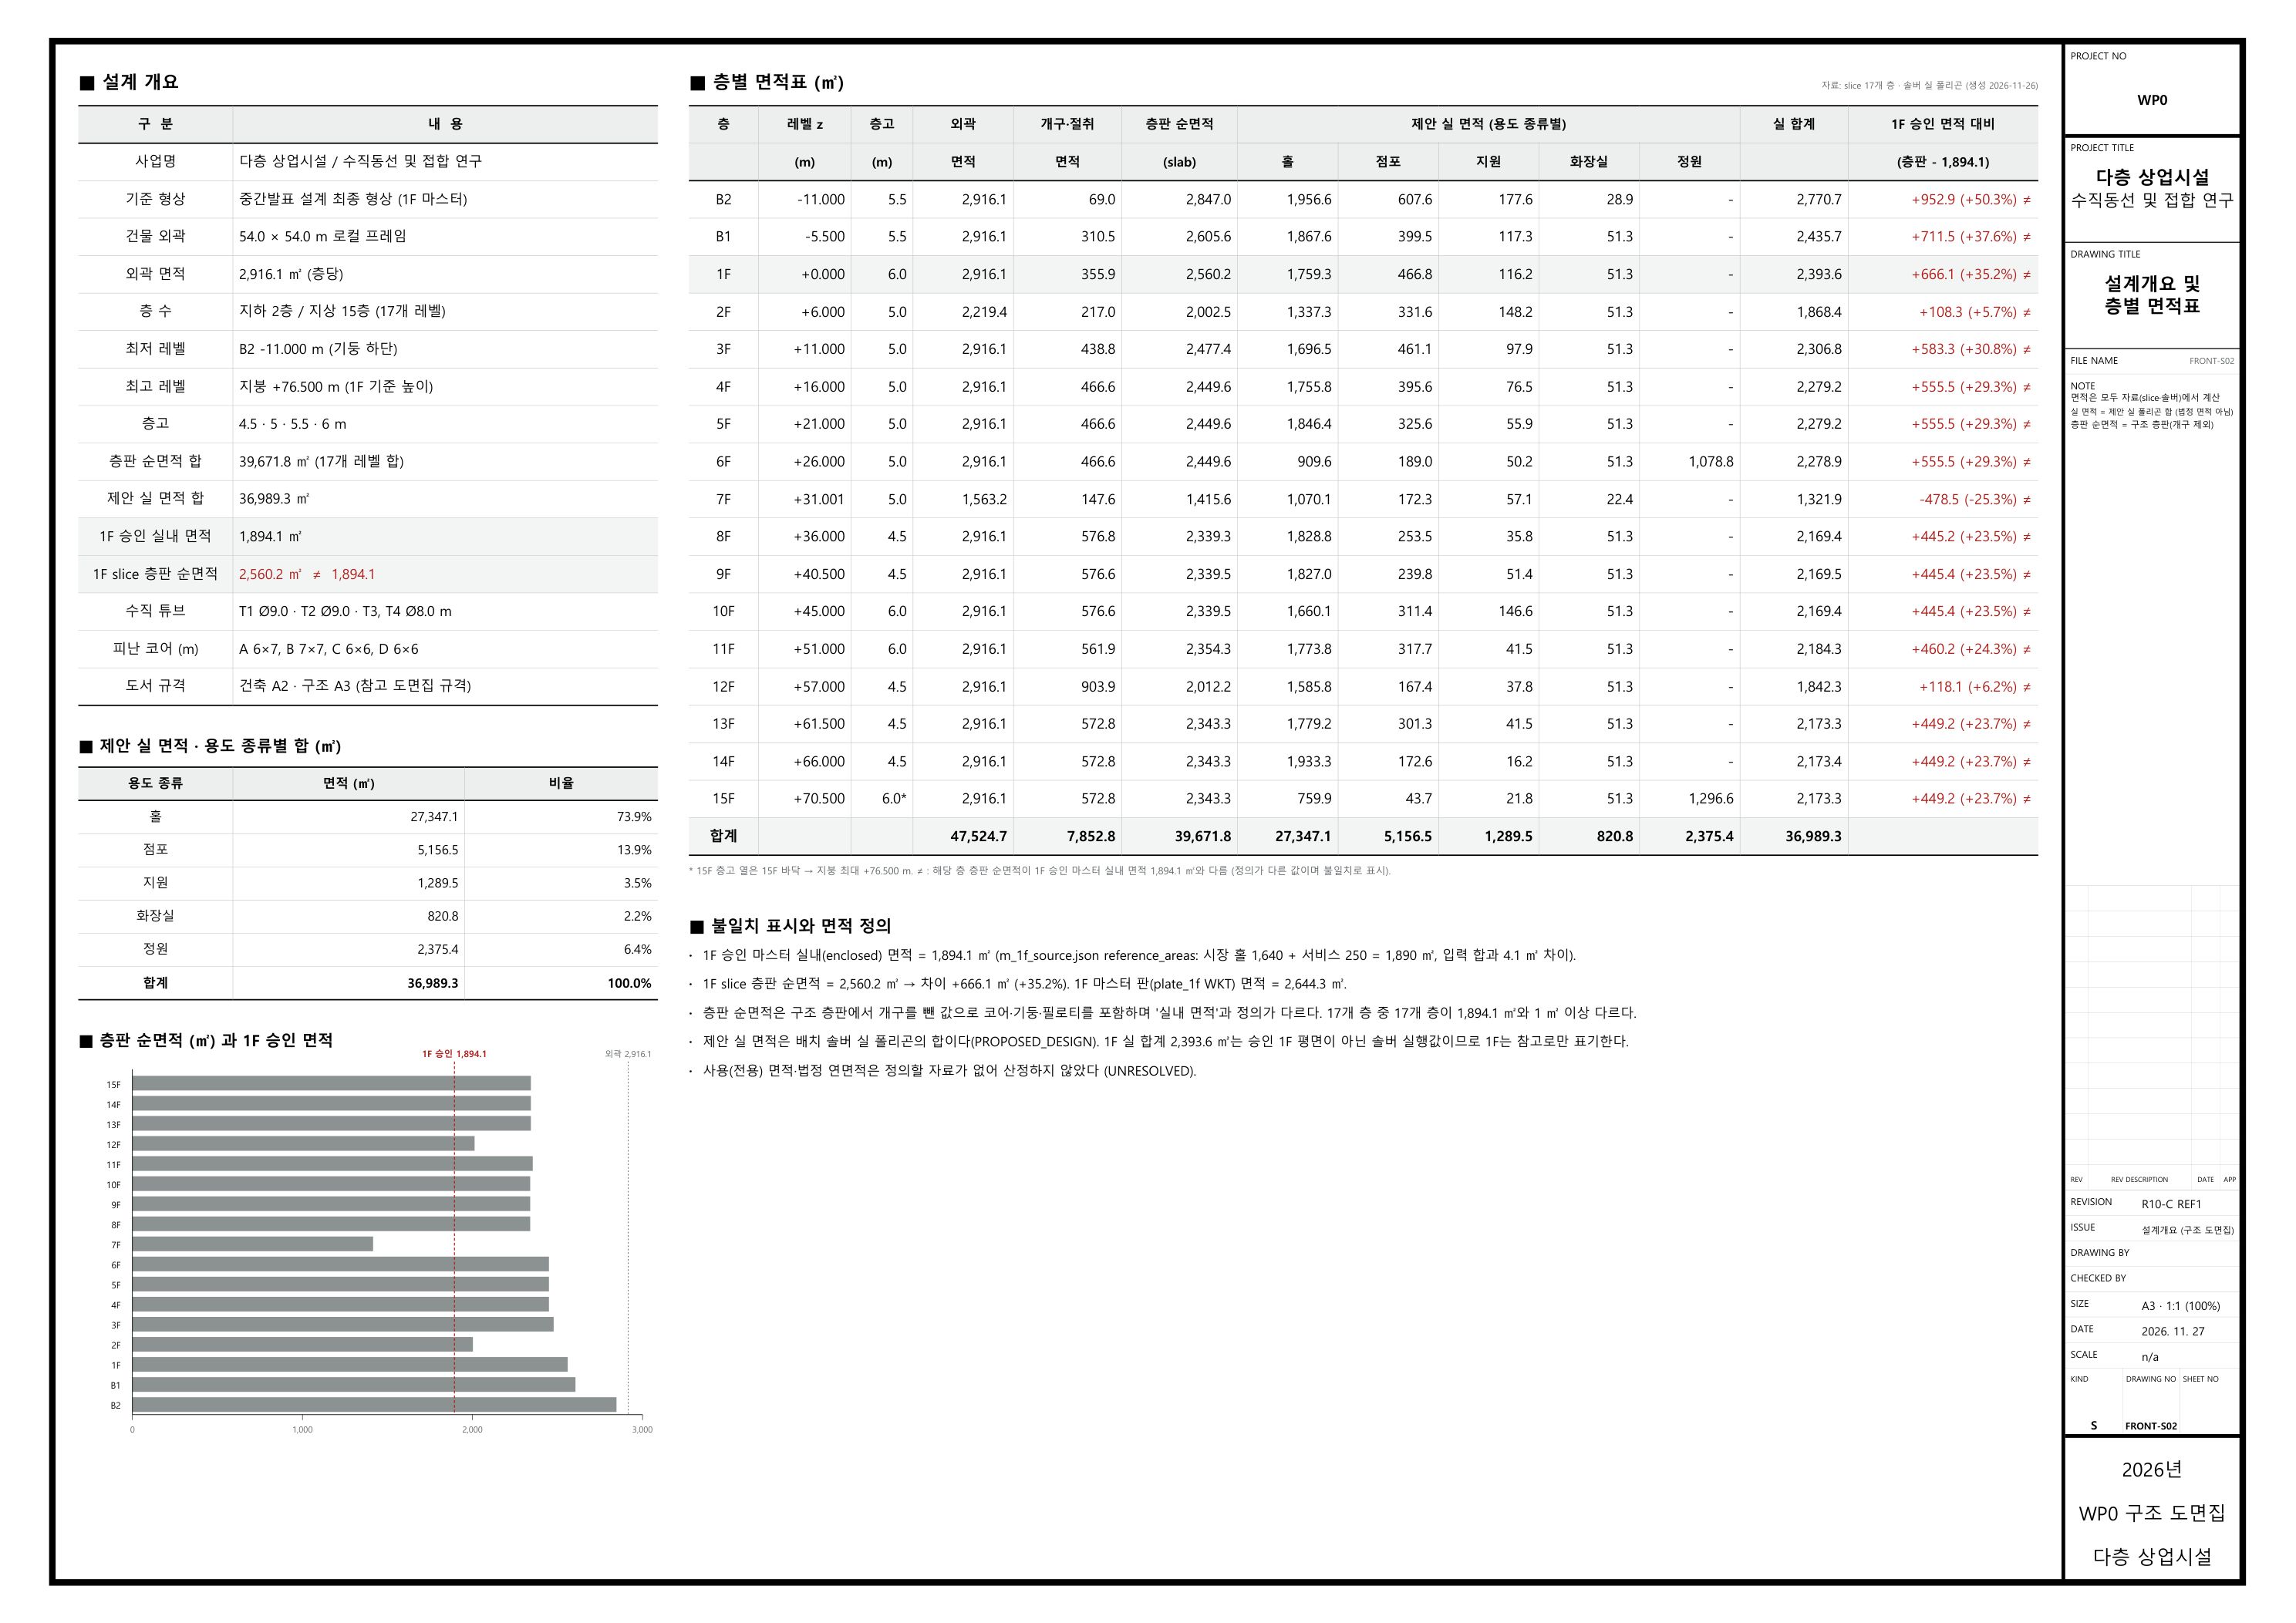 ■ 설계 개요
구 분 내 용
사업명 다층 상업시설 / 수직동선 및 접합 연구
기준 형상 중간발표 설계 최종 형상 (1F 마스터)
건물 외곽 54.0 × 54.0 m 로컬 프레임
외곽 면적 2,916.1 ㎡ (층당)
층 수 지하 2층 / 지상 15층 (17개 레벨)
최저 레벨 B2 -11.000 m (기둥 하단)
최고 레벨 지붕 +76.500 m (1F 기준 높이)
층고 4.5 · 5 · 5.5 · 6 m
층판 순면적 합 39,671.8 ㎡ (17개 레벨 합)
제안 실 면적 합 36,989.3 ㎡
1F 승인 실내 면적 1,894.1 ㎡
1F slice 층판 순면적 2,560.2 ㎡ ≠ 1,894.1
수직 튜브 T1 Ø9.0 · T2 Ø9.0 · T3, T4 Ø8.0 m
피난 코어 (m) A 6×7, B 7×7, C 6×6, D 6×6
도서 규격 건축 A2 · 구조 A3 (참고 도면집 규격)
■ 제안 실 면적 · 용도 종류별 합 (㎡)
용도 종류 면적 (㎡) 비율
홀 27,347.1 73.9%
점포 5,156.5 13.9%
지원 1,289.5 3.5%
화장실 820.8 2.2%
정원 2,375.4 6.4%
합계 36,989.3 100.0%
■ 층판 순면적 (㎡) 과 1F 승인 면적
1F 승인 1,894.1 외곽 2,916.1
15F
14F
13F
12F
11F
10F
9F
8F
7F
6F
5F
4F
3F
2F
1F
B1
B2
0 1,000 2,000 3,000
■ 층별 면적표 (㎡)
자료: slice 17개 층 · 솔버 실 폴리곤 (생성 2026-11-26)
층 레벨 z 층고 외곽 개구·절취 층판 순면적 제안 실 면적 (용도 종류별) 실 합계 1F 승인 면적 대비
(m) (m) 면적 면적 (slab) 홀 점포 지원 화장실 정원 (층판 - 1,894.1)
B2 -11.000 5.5 2,916.1 69.0 2,847.0 1,956.6 607.6 177.6 28.9 - 2,770.7 +952.9 (+50.3%) ≠
B1 -5.500 5.5 2,916.1 310.5 2,605.6 1,867.6 399.5 117.3 51.3 - 2,435.7 +711.5 (+37.6%) ≠
1F +0.000 6.0 2,916.1 355.9 2,560.2 1,759.3 466.8 116.2 51.3 - 2,393.6 +666.1 (+35.2%) ≠
2F +6.000 5.0 2,219.4 217.0 2,002.5 1,337.3 331.6 148.2 51.3 - 1,868.4 +108.3 (+5.7%) ≠
3F +11.000 5.0 2,916.1 438.8 2,477.4 1,696.5 461.1 97.9 51.3 - 2,306.8 +583.3 (+30.8%) ≠
4F +16.000 5.0 2,916.1 466.6 2,449.6 1,755.8 395.6 76.5 51.3 - 2,279.2 +555.5 (+29.3%) ≠
5F +21.000 5.0 2,916.1 466.6 2,449.6 1,846.4 325.6 55.9 51.3 - 2,279.2 +555.5 (+29.3%) ≠
6F +26.000 5.0 2,916.1 466.6 2,449.6 909.6 189.0 50.2 51.3 1,078.8 2,278.9 +555.5 (+29.3%) ≠
7F +31.001 5.0 1,563.2 147.6 1,415.6 1,070.1 172.3 57.1 22.4 - 1,321.9 -478.5 (-25.3%) ≠
8F +36.000 4.5 2,916.1 576.8 2,339.3 1,828.8 253.5 35.8 51.3 - 2,169.4 +445.2 (+23.5%) ≠
9F +40.500 4.5 2,916.1 576.6 2,339.5 1,827.0 239.8 51.4 51.3 - 2,169.5 +445.4 (+23.5%) ≠
10F +45.000 6.0 2,916.1 576.6 2,339.5 1,660.1 311.4 146.6 51.3 - 2,169.4 +445.4 (+23.5%) ≠
11F +51.000 6.0 2,916.1 561.9 2,354.3 1,773.8 317.7 41.5 51.3 - 2,184.3 +460.2 (+24.3%) ≠
12F +57.000 4.5 2,916.1 903.9 2,012.2 1,585.8 167.4 37.8 51.3 - 1,842.3 +118.1 (+6.2%) ≠
13F +61.500 4.5 2,916.1 572.8 2,343.3 1,779.2 301.3 41.5 51.3 - 2,173.3 +449.2 (+23.7%) ≠
14F +66.000 4.5 2,916.1 572.8 2,343.3 1,933.3 172.6 16.2 51.3 - 2,173.4 +449.2 (+23.7%) ≠
15F +70.500 6.0* 2,916.1 572.8 2,343.3 759.9 43.7 21.8 51.3 1,296.6 2,173.3 +449.2 (+23.7%) ≠
합계 47,524.7 7,852.8 39,671.8 27,347.1 5,156.5 1,289.5 820.8 2,375.4 36,989.3
* 15F 층고 열은 15F 바닥 → 지붕 최대 +76.500 m. ≠ : 해당 층 층판 순면적이 1F 승인 마스터 실내 면적 1,894.1 ㎡와 다름 (정의가 다른 값이며 불일치로 표시).
■ 불일치 표시와 면적 정의
· 1F 승인 마스터 실내(enclosed) 면적 = 1,894.1 ㎡ (m_1f_source.json reference_areas: 시장 홀 1,640 + 서비스 250 = 1,890 ㎡, 입력 합과 4.1 ㎡ 차이).
· 1F slice 층판 순면적 = 2,560.2 ㎡ → 차이 +666.1 ㎡ (+35.2%). 1F 마스터 판(plate_1f WKT) 면적 = 2,644.3 ㎡.
· 층판 순면적은 구조 층판에서 개구를 뺀 값으로 코어·기둥·필로티를 포함하며 '실내 면적'과 정의가 다르다. 17개 층 중 17개 층이 1,894.1 ㎡와 1 ㎡ 이상 다르다.
· 제안 실 면적은 배치 솔버 실 폴리곤의 합이다(PROPOSED_DESIGN). 1F 실 합계 2,393.6 ㎡는 승인 1F 평면이 아닌 솔버 실행값이므로 1F는 참고로만 표기한다.
· 사용(전용) 면적·법정 연면적은 정의할 자료가 없어 산정하지 않았다 (UNRESOLVED).
PROJECT NO
WP0
PROJECT TITLE
다층 상업시설
수직동선 및 접합 연구
DRAWING TITLE
설계개요 및
층별 면적표
FILE NAME FRONT-S02
NOTE
면적은 모두 자료(slice·솔버)에서 계산
실 면적 = 제안 실 폴리곤 합 (법정 면적 아님)
층판 순면적 = 구조 층판(개구 제외)
REV REV DESCRIPTION DATE APP
REVISION R10-C REF1
ISSUE 설계개요 (구조 도면집)
DRAWING BY
CHECKED BY
SIZE A3 · 1:1 (100%)
DATE 2026. 11. 27
SCALE n/a
KIND DRAWING NO SHEET NO
S FRONT-S02
2026년
WP0 구조 도면집
다층 상업시설